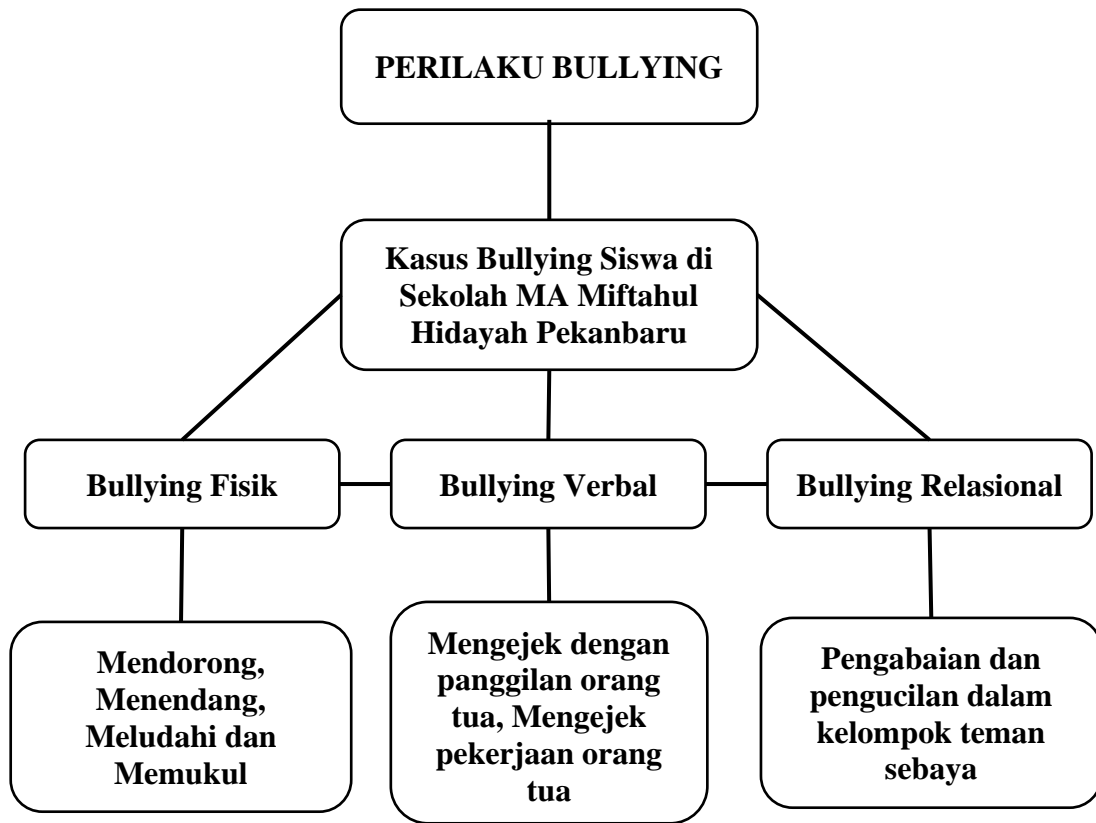 PERILAKU BULLYING
Kasus Bullying Siswa di
Sekolah MA Miftahul
Hidayah Pekanbaru
Bullying Fisik
Bullying Verbal
Bullying Relasional
Mendorong,
Menendang,
Meludahi dan
Memukul
Mengejek dengan
panggilan orang
tua, Mengejek
pekerjaan orang
tua
Pengabaian dan
pengucilan dalam
kelompok teman
sebaya